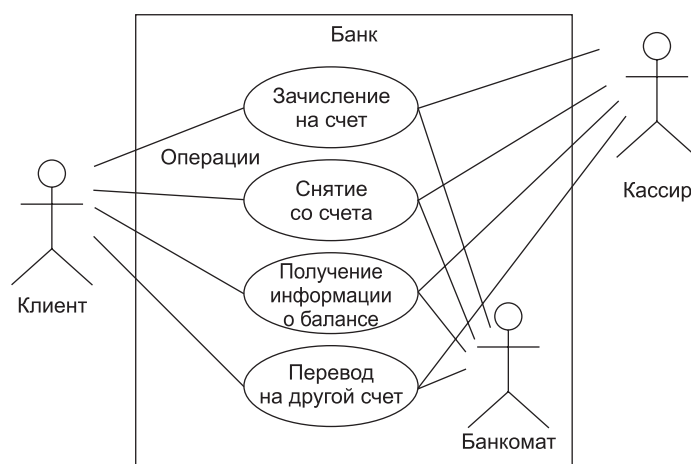 Банк
Зачисление
на счет
Операции
Снятие
со счета
Кассир
Получение
информации
о балансе
Клиент
Перевод
на другой счет
Банкомат